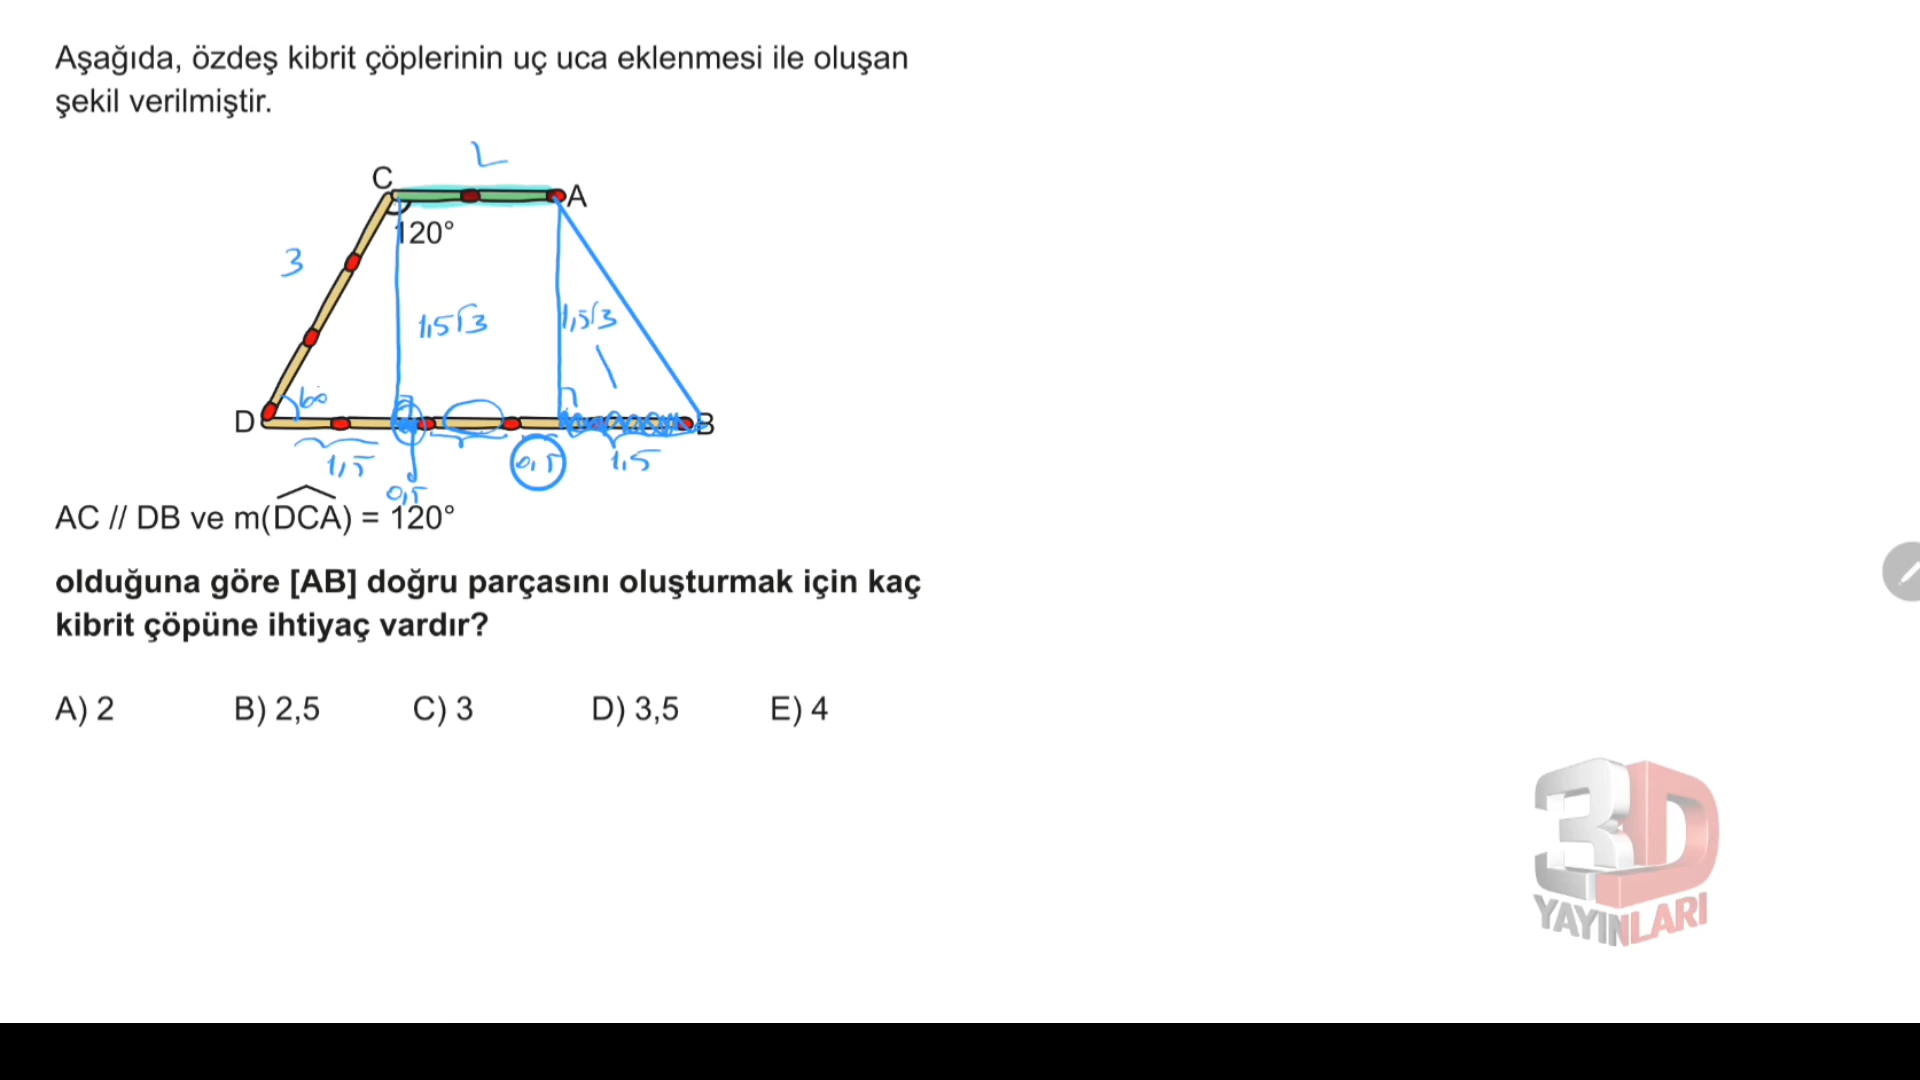 Aşağıda, özdeş kibrit çöplerinin uç uca eklenmesi ile oluşan
şekil verilmiştir.
2
C
A
120°
3
1,5√3
1,5√3
60
D
B
1,5
0,5
1,5
0,5
AC // DB ve m(DCA) = 120°
olduğuna göre [AB] doğru parçasını oluşturmak için kaç
kibrit çöpüne ihtiyaç vardır?
A) 2 B) 2,5 C) 3 D) 3,5 E) 4
3D
YAYINLARI